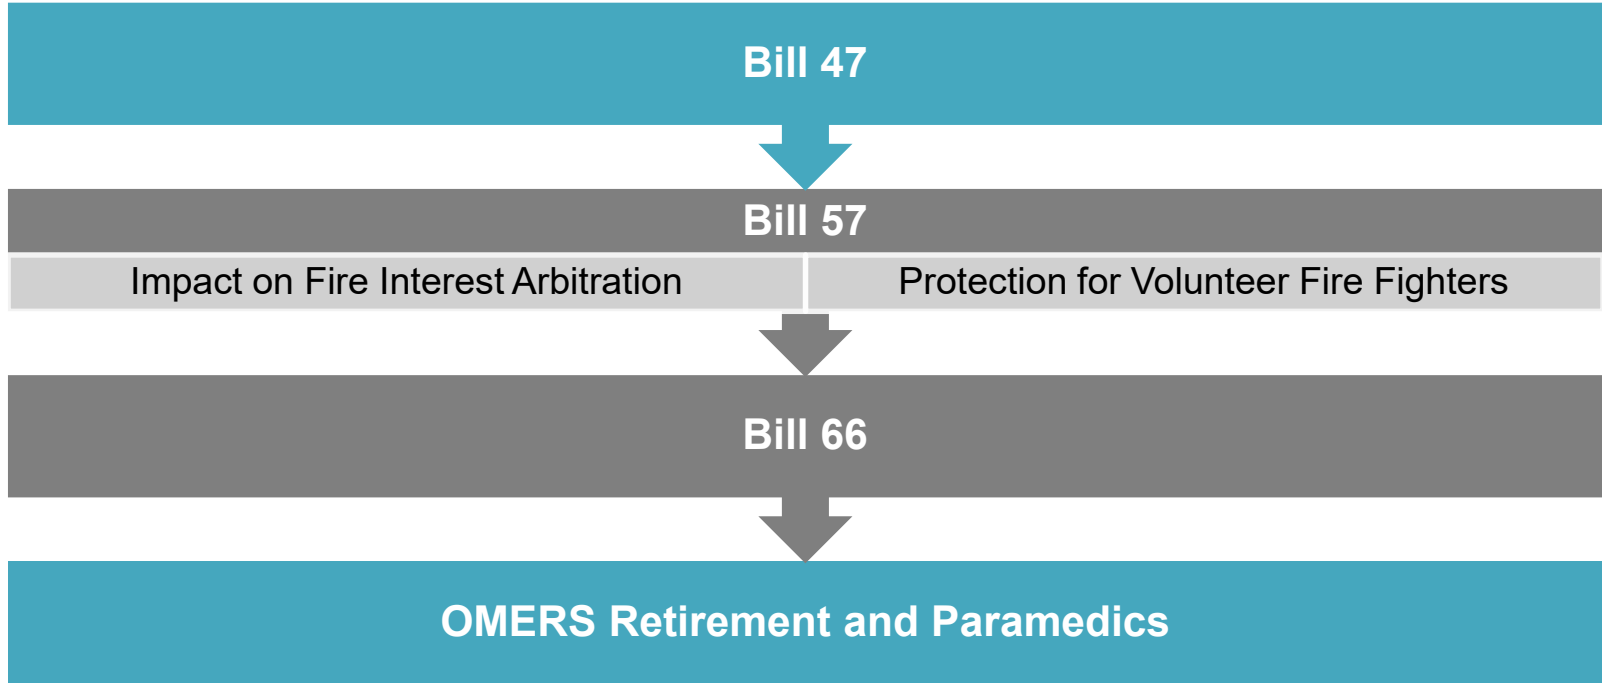 Bill 47
Bill 57
Impact on Fire Interest Arbitration
Protection for Volunteer Fire Fighters
Bill 66
OMERS Retirement and Paramedics